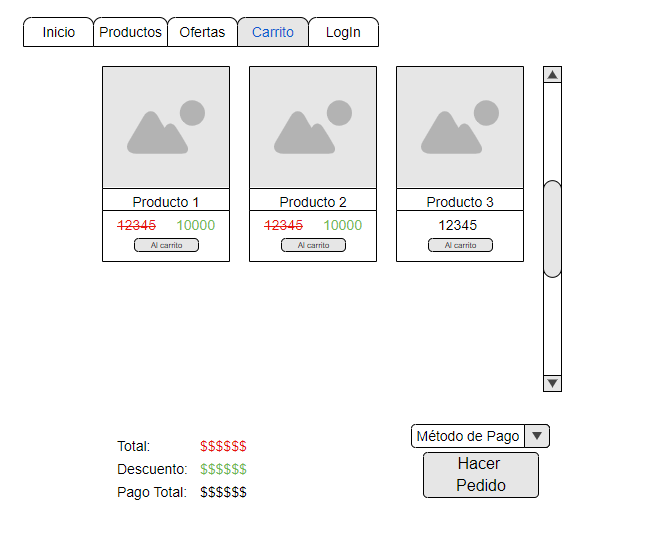 Inicio Productos Ofertas Carrito LogIn
Producto 1 Producto 2 Producto 3
12345 10000 12345 10000 12345
Al carrito Al carrito Al carrito
Método de Pago
Total: $$$$$$
Descuento: $$$$$$
Pago Total: $$$$$$
Hacer
Pedido